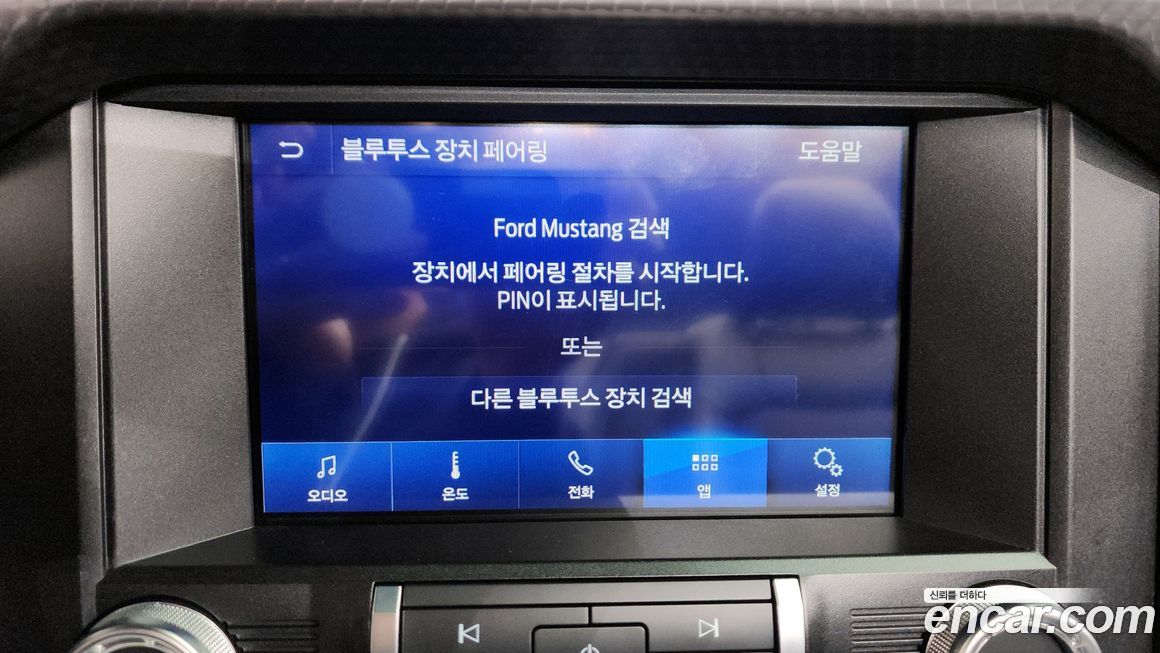 블루투스 장치 페어링
도움말
Ford Mustang 검색
장치에서 페어링 절차를 시작합니다.
PIN이 표시됩니다.
또는
다른 블루투스 장치 검색
오디오
온도
전화
앱
설정
신뢰를 더하다
encar.com